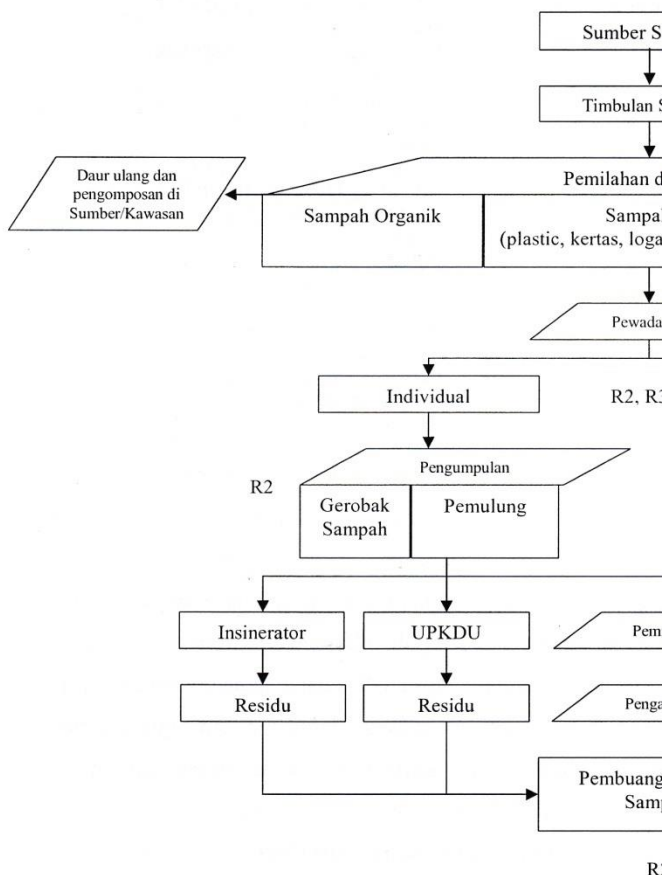 Sumber S
Timbulan S
Daur ulang dan
pengomposan di
Sumber/Kawasan
Pemilahan d
Sampah Organik
Sampa
(plastic, kertas, loga
Pewada
Individual
R2, R3
Pengumpulan
R2
Gerobak
Sampah
Pemulung
Insinerator
UPKDU
Pem
Residu
Residu
Penga
Pembuang
Samp
R